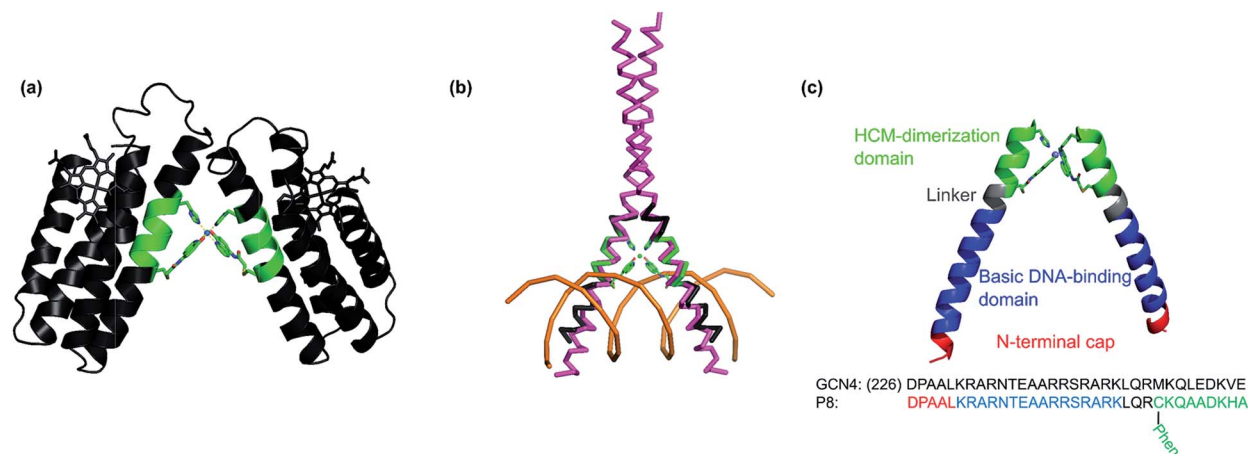 (a)
(b)
(c)
HCM-dimerization
domain
Linker
Basic DNA-binding
domain
N-terminal cap
GCN4: (226) DPAALKRARNTEAARRSRARKLQRMKQLEDKVE
P8: DPAALKRARNTEAARRSRARKLQRCKQAADKHA
Phen